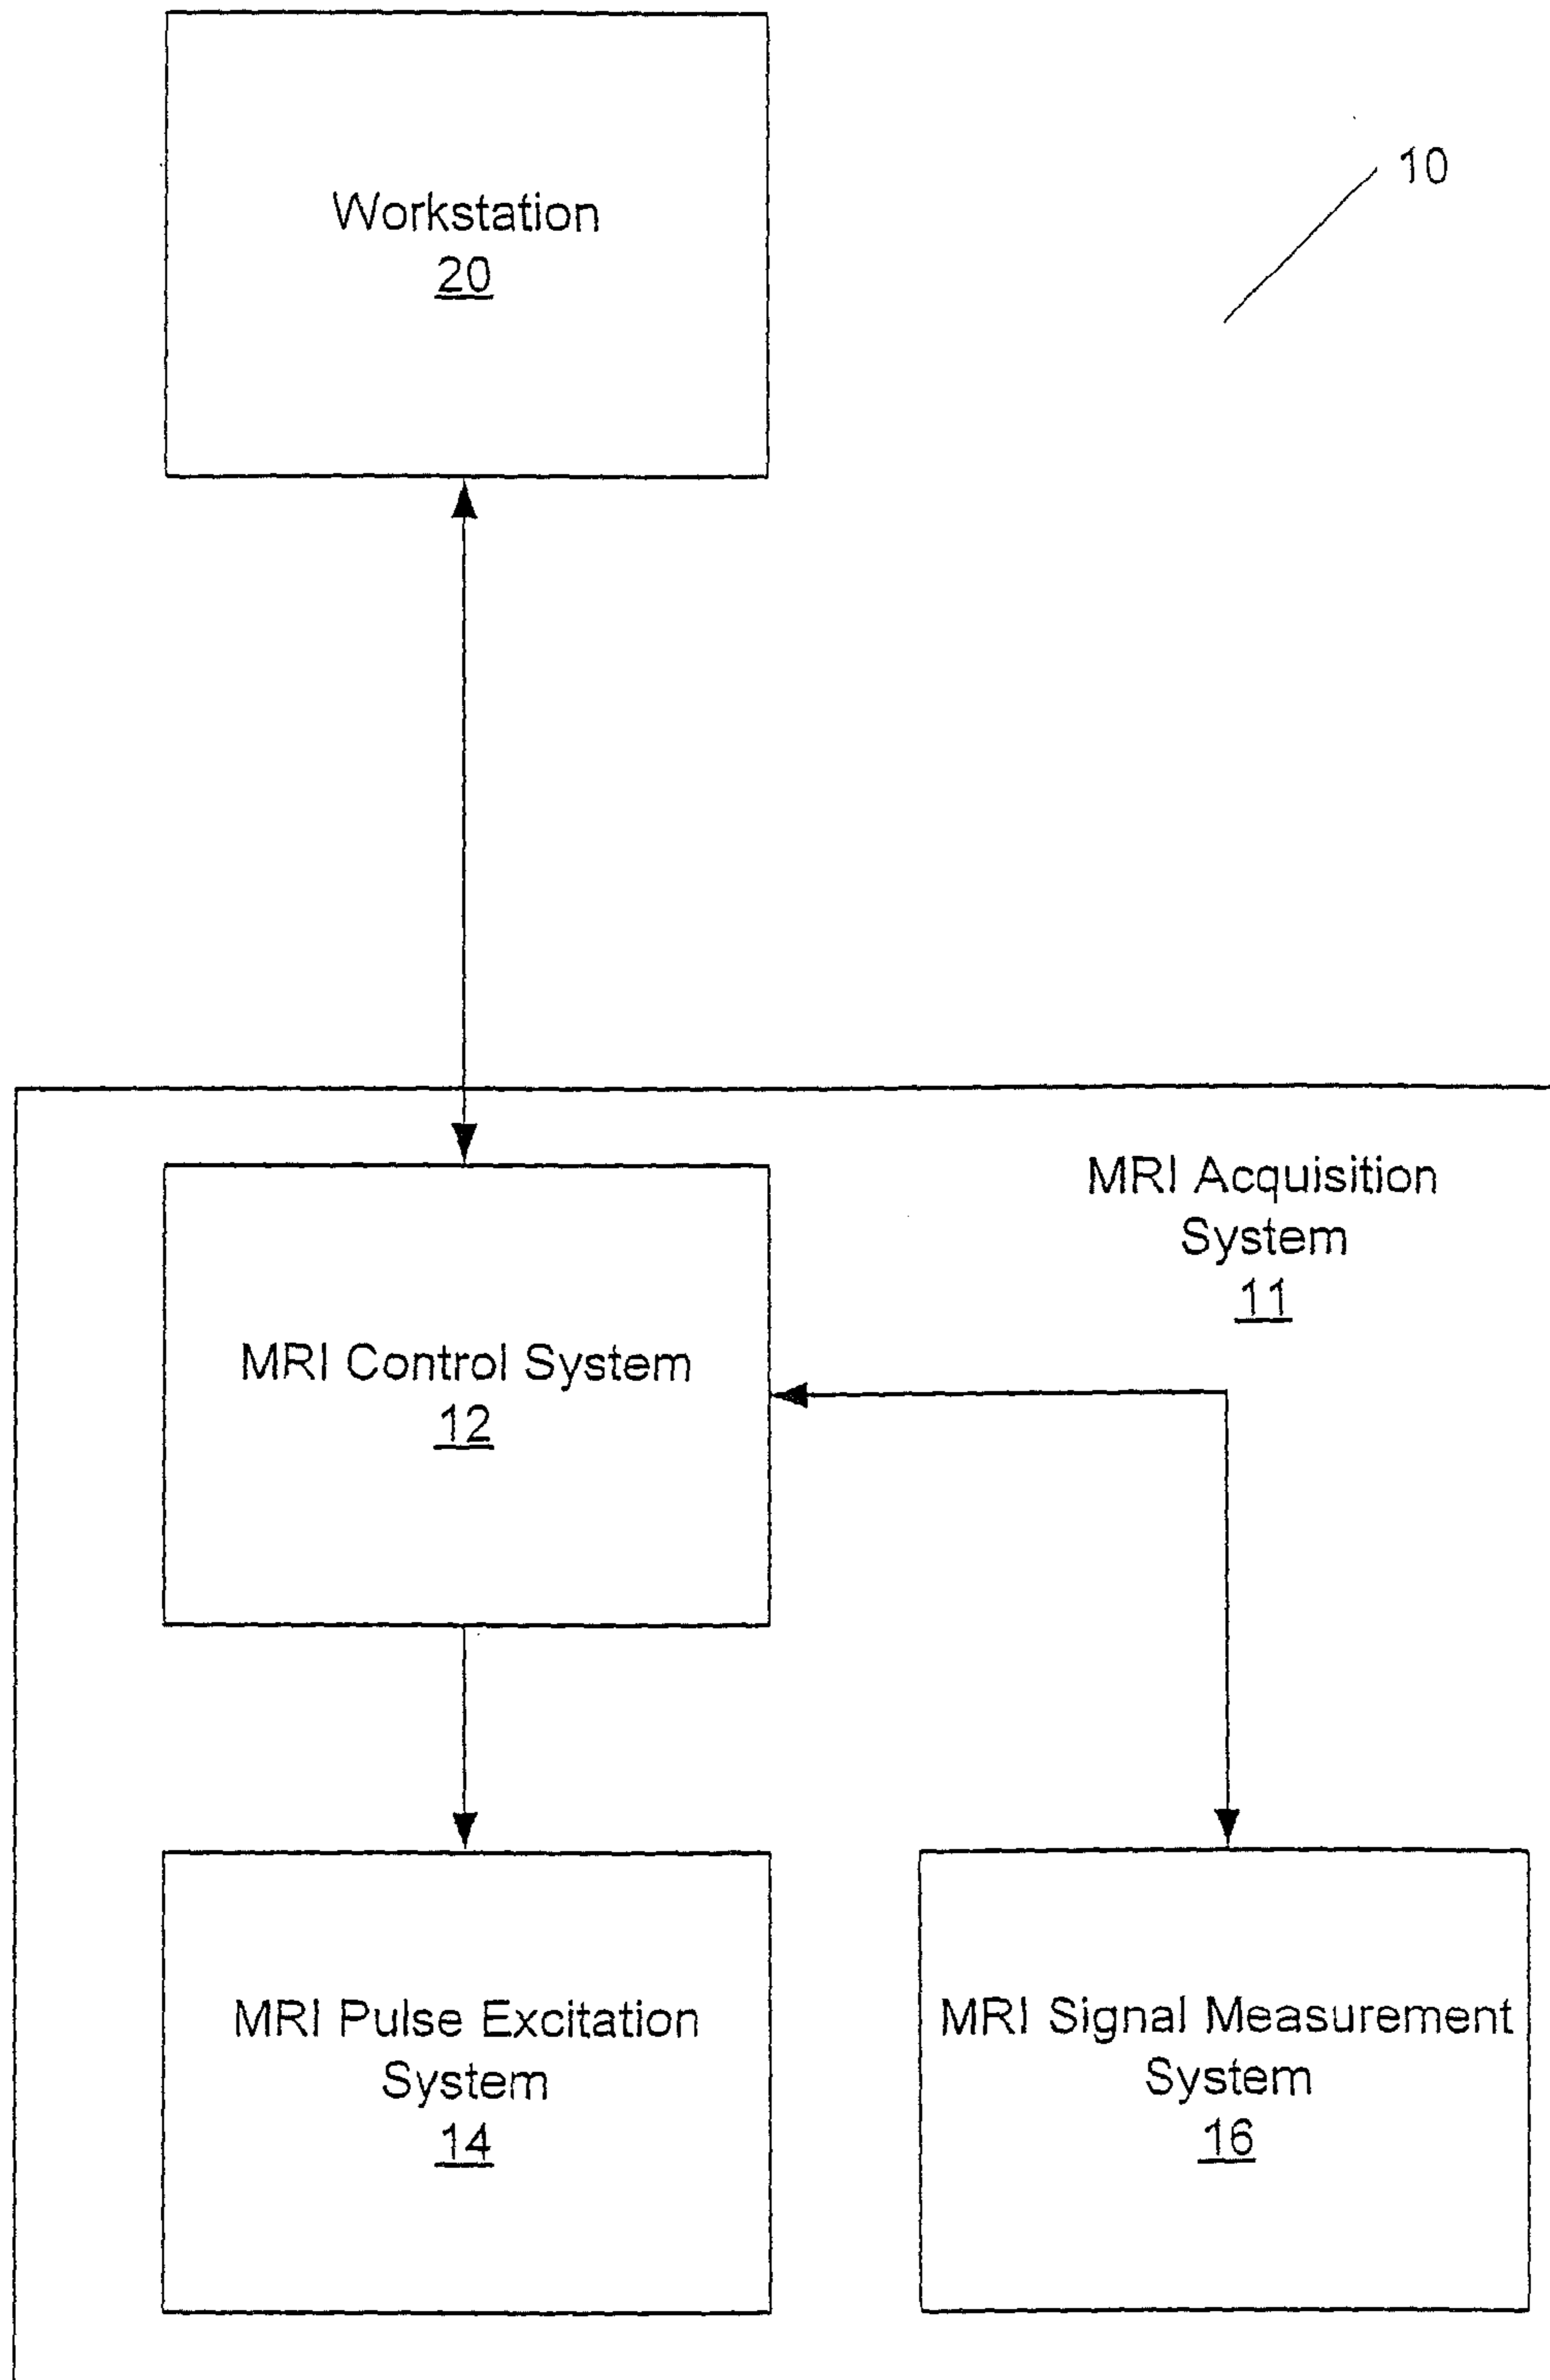 Workstation
20
10
MRI Acquisition
System
11
MRI Control System
12
MRI Pulse Excitation
System
14
MRI Signal Measurement
System
16